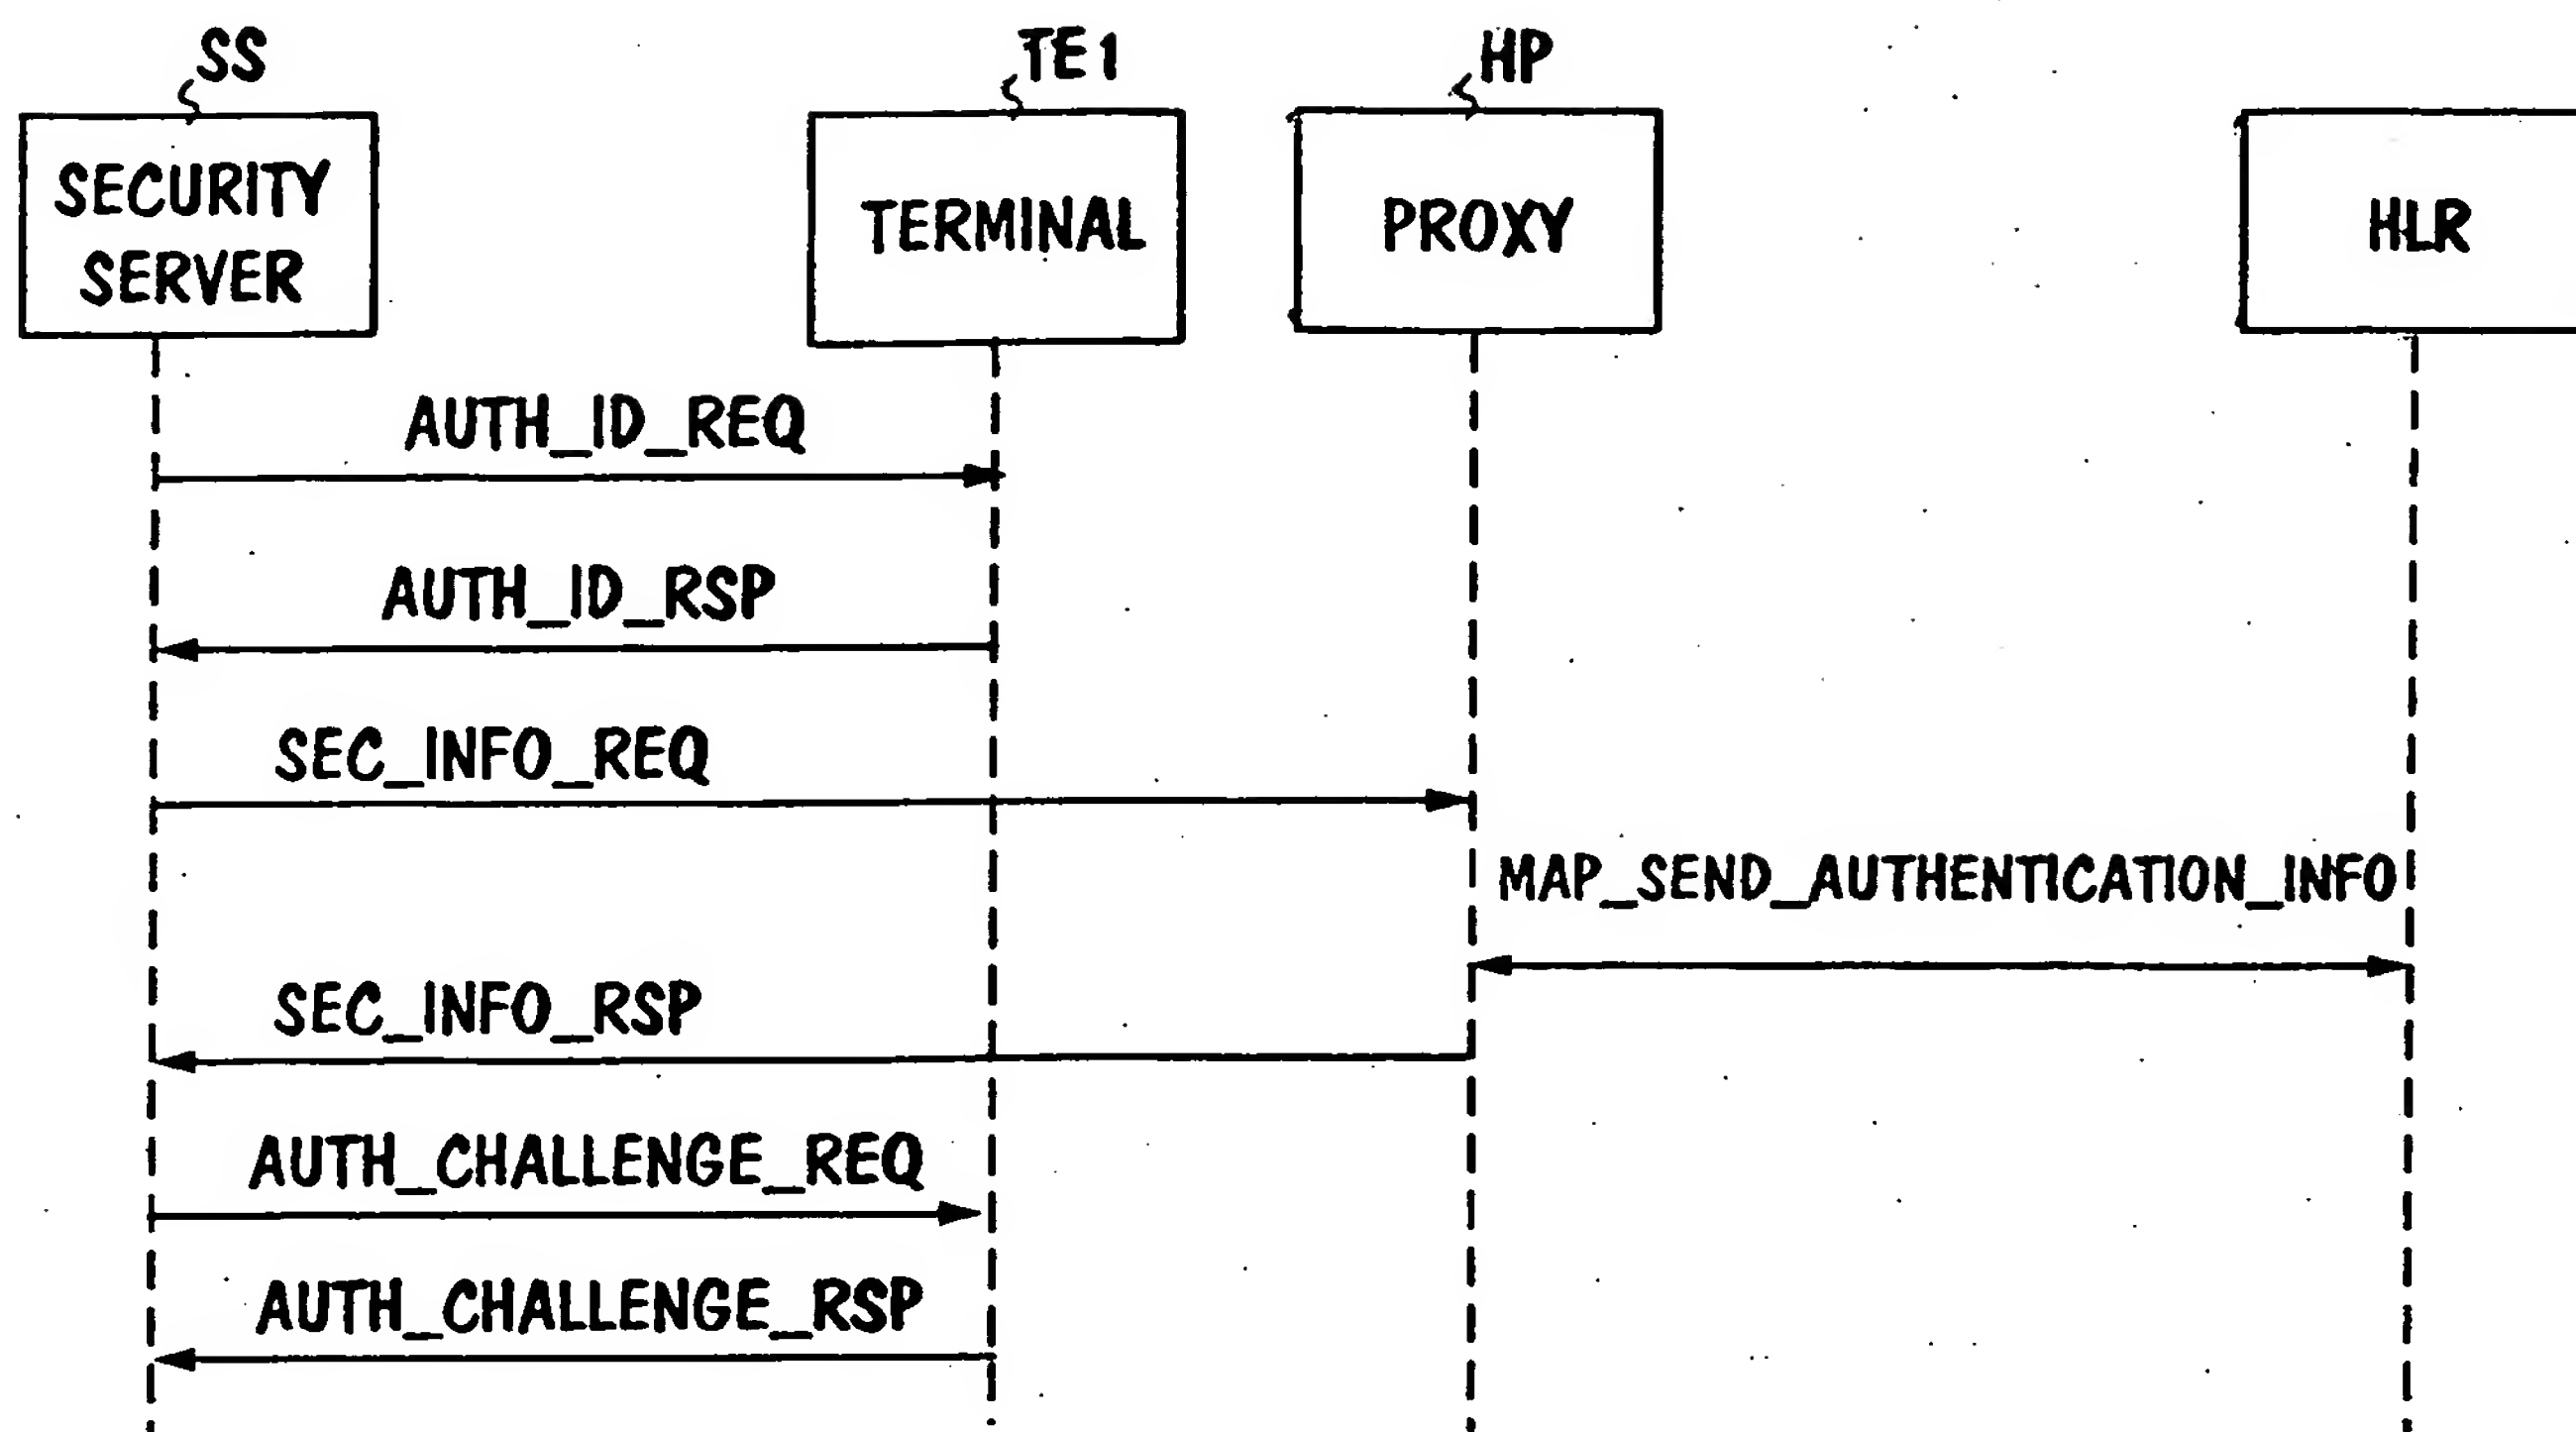 SS
TE1
HP
SECURITY
SERVER
TERMINAL
PROXY
HLR
AUTH_ID_REQ
AUTH_ID_RSP
SEC_INFO_REQ
MAP_SEND_AUTHENTICATION_INFO
SEC_INFO_RSP
AUTH_CHALLENGE_REQ
AUTH_CHALLENGE_RSP